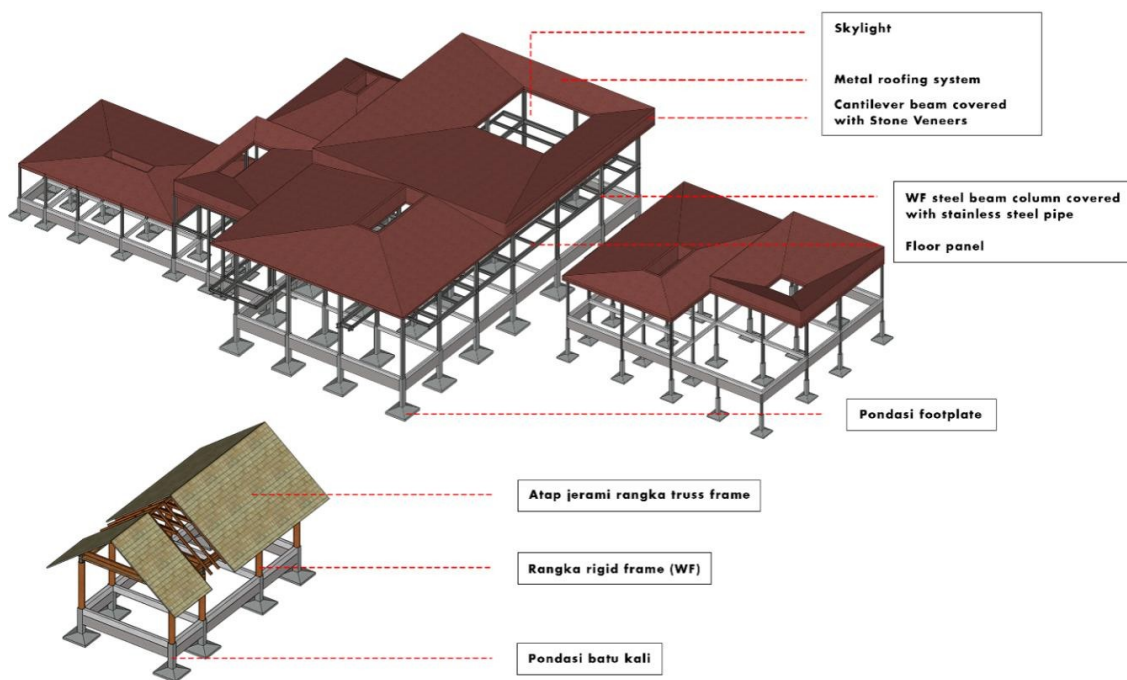 Skylight
Metal roofing system
Cantilever beam covered
with Stone Veneers
WF steel beam column covered
with stainless steel pipe
Floor panel
Pondasi footplate
Atap jerami rangka truss frame
Rangka rigid frame (WF)
Pondasi batu kali